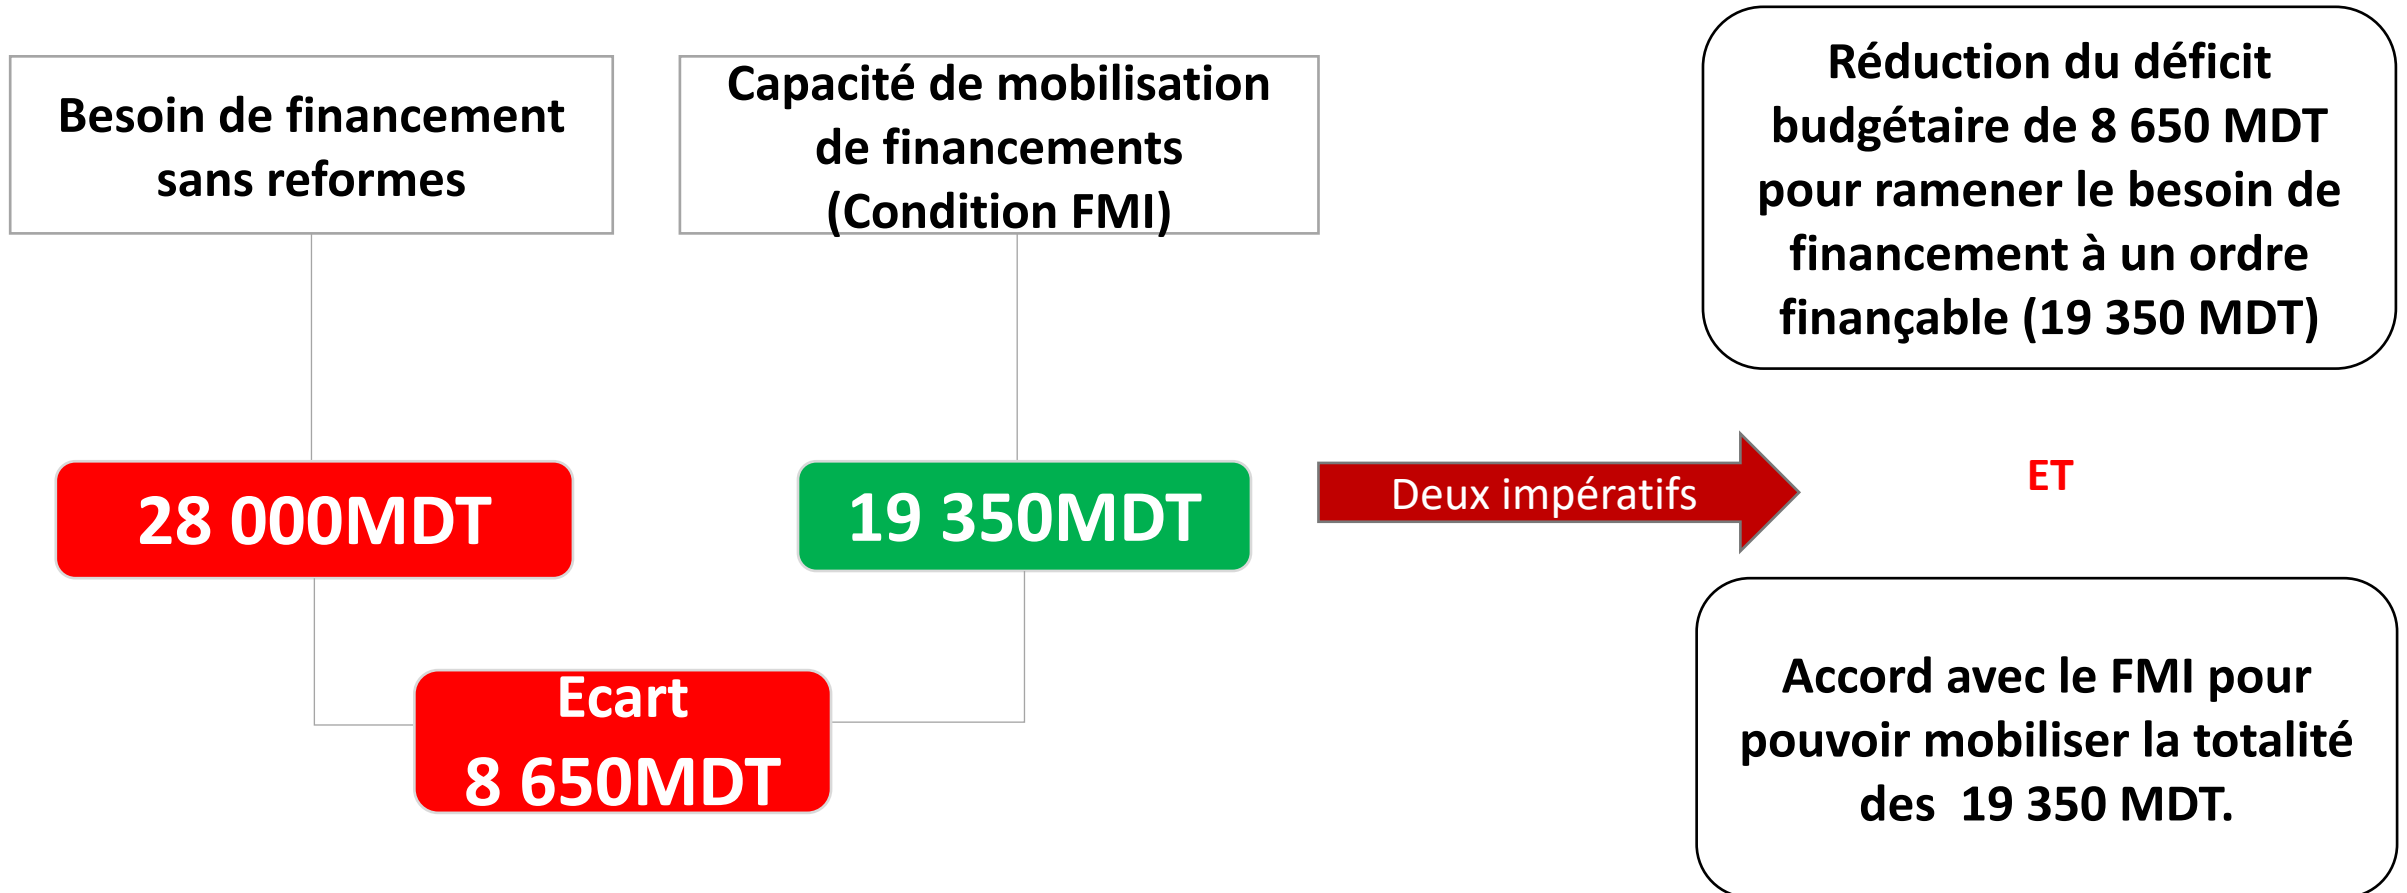 Besoin de financement
sans reformes
Capacité de mobilisation
de financements
(Condition FMI)
28 000MDT
19 350MDT
Ecart
8 650MDT
Deux impératifs
Réduction du déficit
budgétaire de 8 650 MDT
pour ramener le besoin de
financement à un ordre
finançable (19 350 MDT)
ET
Accord avec le FMI pour
pouvoir mobiliser la totalité
des  19 350 MDT.